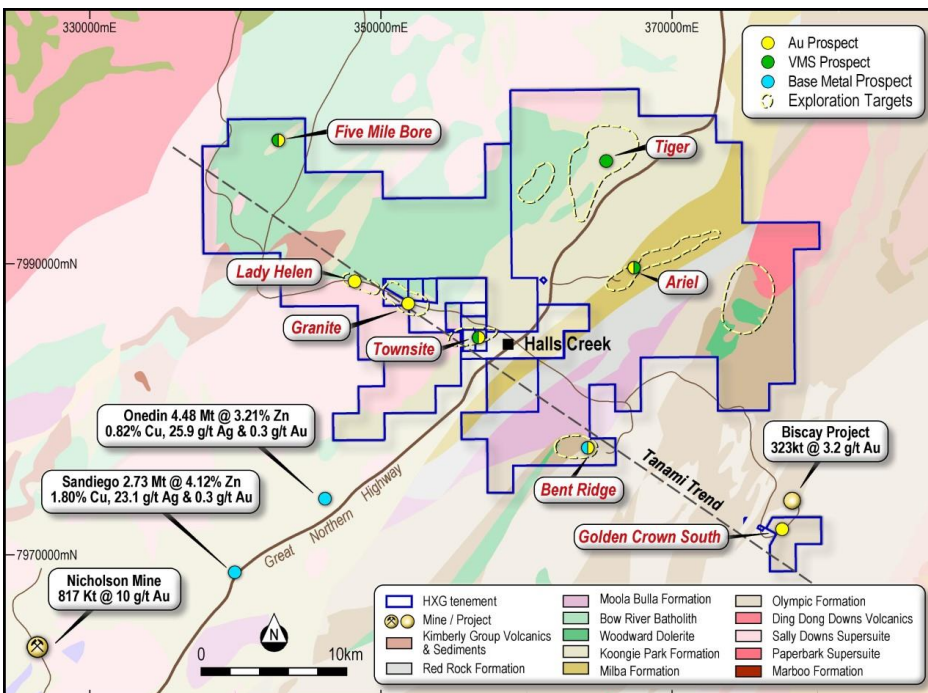 330000mE
350000mE
370000mE
Au Prospect
VMS Prospect
Base Metal Prospect
Exploration Targets
Five Mile Bore
Tiger
7990000mN
Lady Helen
Ariel
Granite
Townsite
Halls Creek
Onedin 4.48 Mt @ 3.21% Zn
0.82% Cu, 25.9 g/t Ag & 0.3 g/t Au
Biscay Project
323kt @ 3.2 g/t Au
Sandiego 2.73 Mt @ 4.12% Zn
1.80% Cu, 23.1 g/t Ag & 0.3 g/t Au
Bent Ridge
Tanami Trend
Great Northern Highway
Golden Crown South
7970000mN
Nicholson Mine
817 Kt @ 10 g/t Au
N
0
10km
HXG tenement
Mine / Project
Kimberly Group Volcanics
& Sediments
Red Rock Formation
Moola Bulla Formation
Bow River Batholith
Woodward Dolerite
Koongie Park Formation
Milba Formation
Olympic Formation
Ding Dong Downs Volcanics
Sally Downs Supersuite
Paperbark Supersuite
Marboo Formation